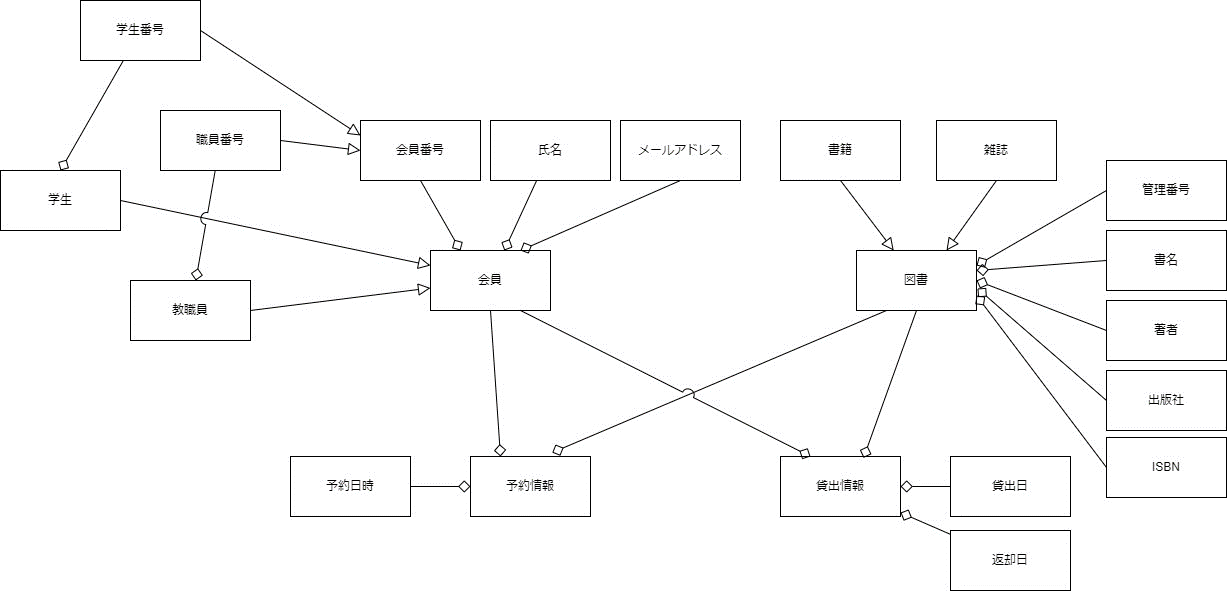 学生番号
職員番号
会員番号
氏名
メールアドレス
書籍
雑誌
管理番号
学生
書名
会員
図書
教職員
著者
出版社
ISBN
予約日時
予約情報
貸出情報
貸出日
返却日